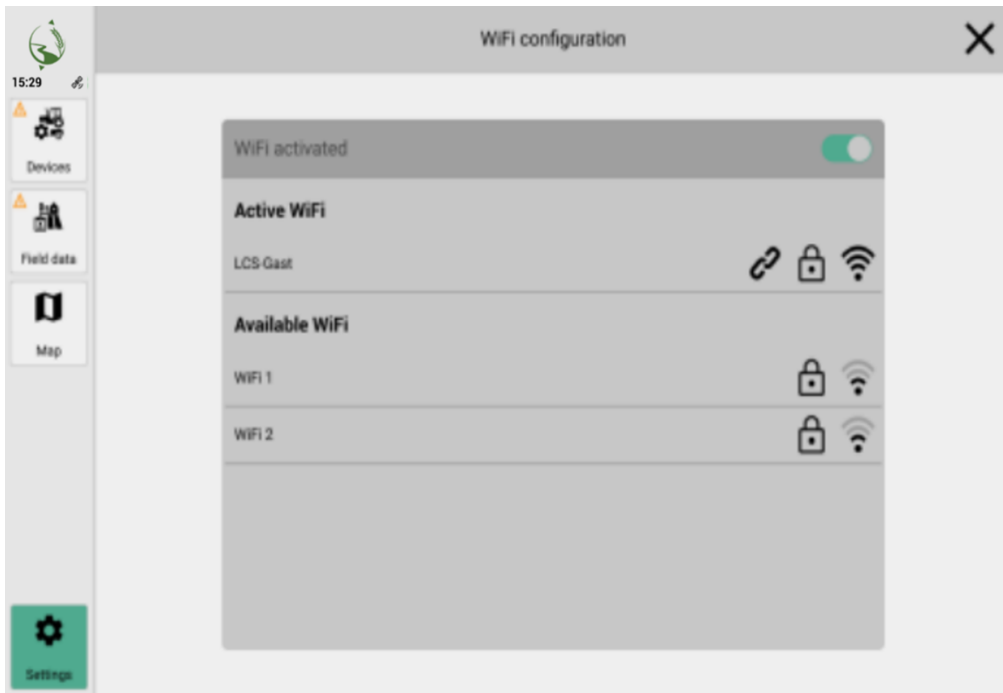 WiFi configuration
15:29
Devices
Field data
Map
Settings
WiFi activated
Active WiFi
LCS-Gast
Available WiFi
WiFi 1
WiFi 2